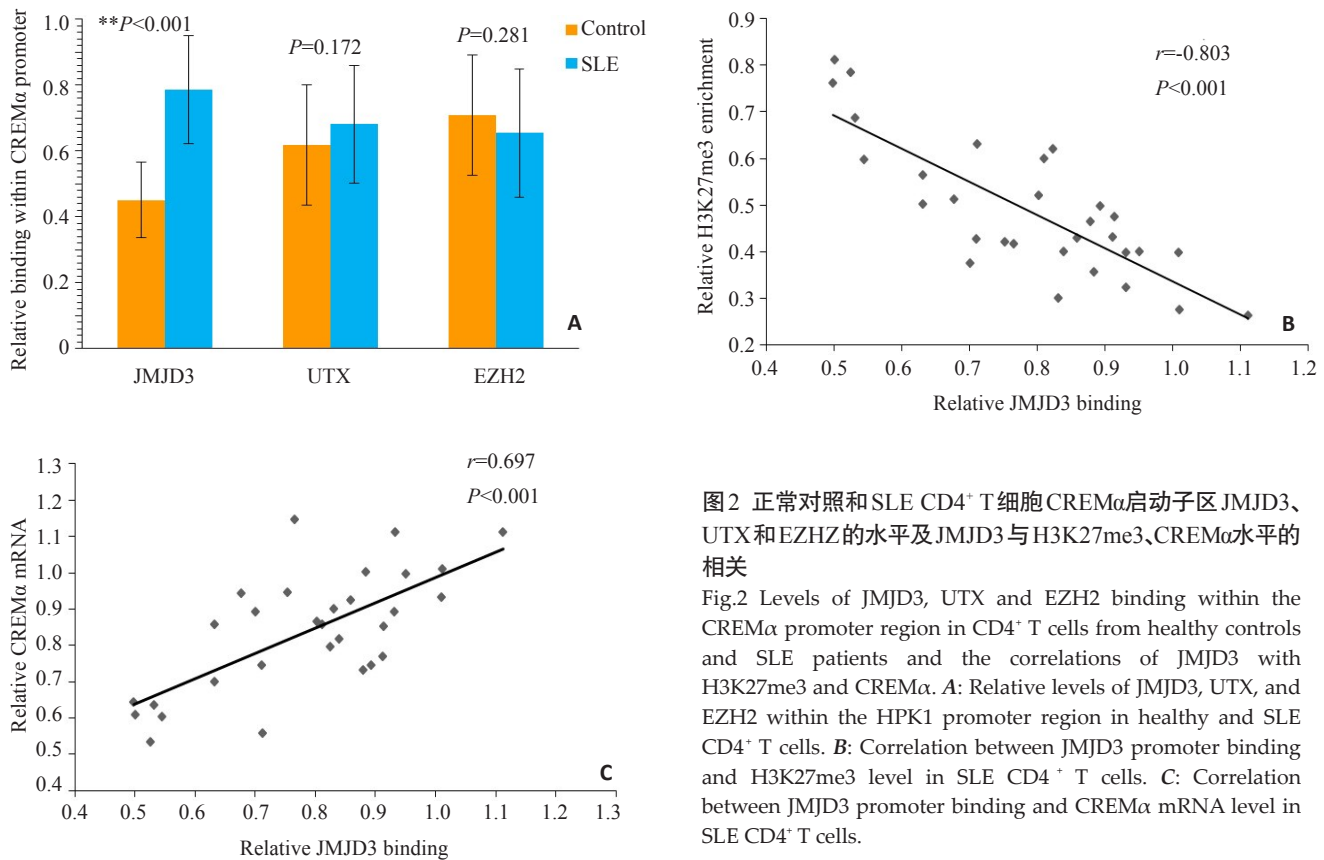 Relative binding within CREMα promoter
1.0
0.8
0.6
0.4
0.2
0
**P<0.001
P=0.172
P=0.281
Control
SLE
A
JMJD3
UTX
EZH2
Relative H3K27me3 enrichment
0.9
0.8
0.7
0.6
0.5
0.4
0.3
0.2
r=-0.803
P<0.001
B
0.4
0.5
0.6
0.7
0.8
0.9
1.0
1.1
1.2
Relative JMJD3 binding
Relative CREMα mRNA
1.3
1.2
1.1
1.0
0.9
0.8
0.7
0.6
0.5
0.4
r=0.697
P<0.001
C
0.4
0.5
0.6
0.7
0.8
0.9
1.0
1.1
1.3
Relative JMJD3 binding
图2 正常对照和SLE CD4⁺ T细胞CREMα启动子区JMJD3、
UTX和EZHZ的水平及JMJD3与H3K27me3、CREMα水平的
相关
Fig.2 Levels of JMJD3, UTX and EZH2 binding within the
CREMα promoter region in CD4⁺ T cells from healthy controls
and SLE patients and the correlations of JMJD3 with
H3K27me3 and CREMα. A: Relative levels of JMJD3, UTX, and
EZH2 within the HPK1 promoter region in healthy and SLE
CD4⁺ T cells. B: Correlation between JMJD3 promoter binding
and H3K27me3 level in SLE CD4 ⁺ T cells. C: Correlation
between JMJD3 promoter binding and CREMα mRNA level in
SLE CD4⁺ T cells.